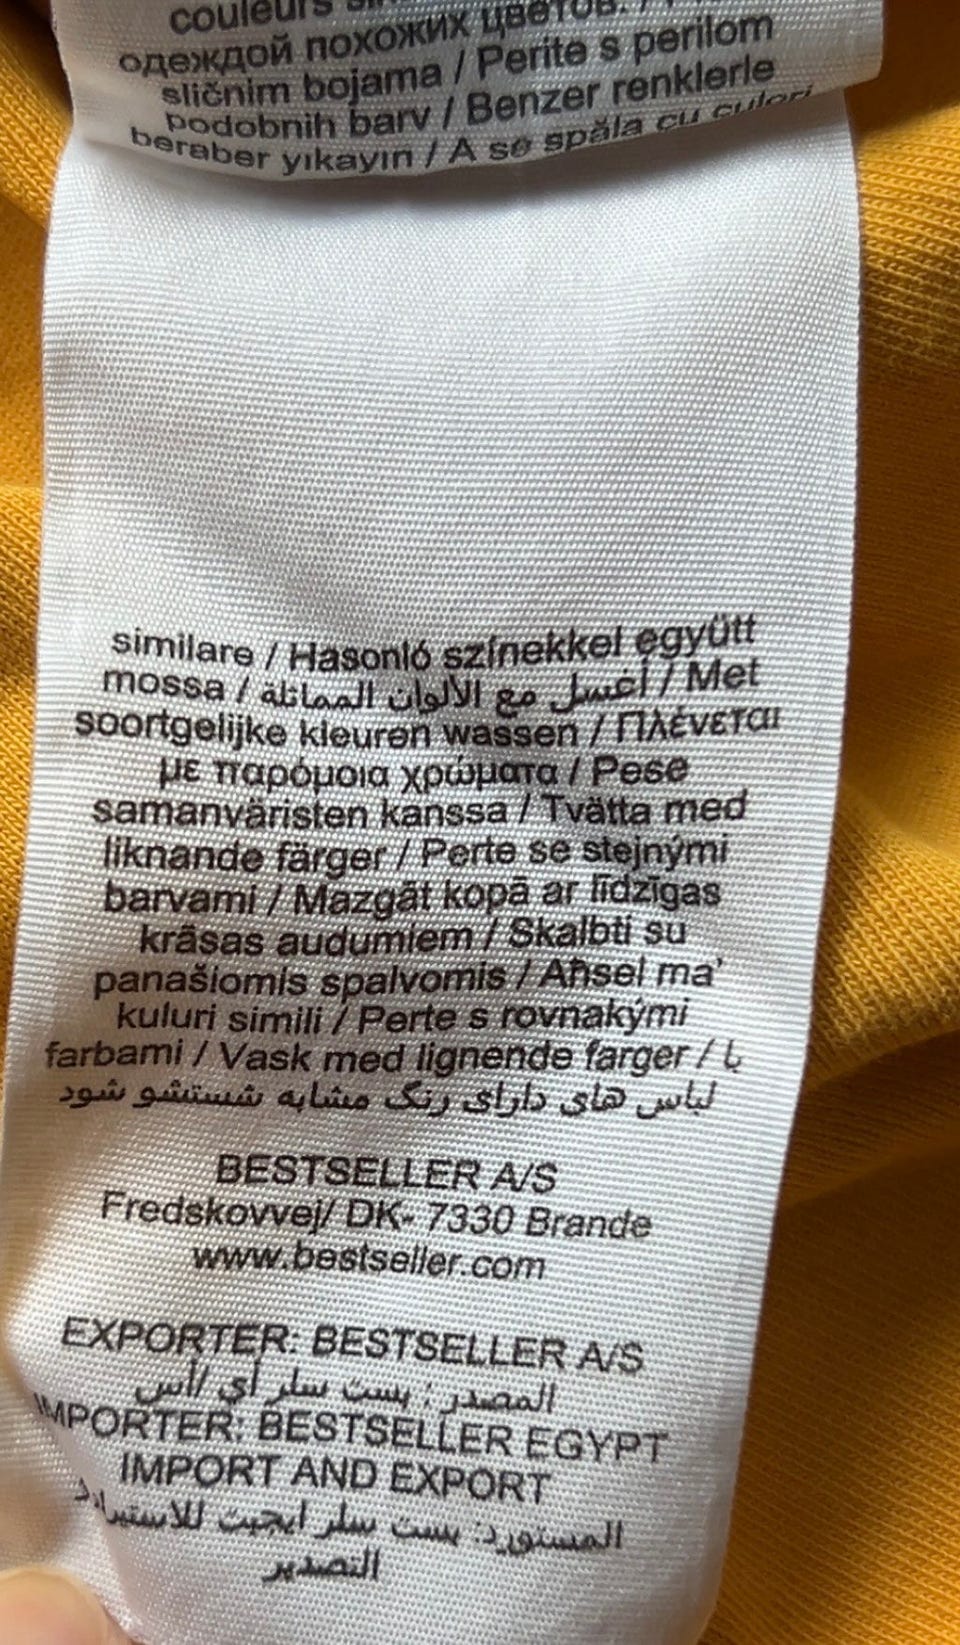 couleurs
одеждой похожих цветов. /
sličnim bojama / Perite s perilom
podobnih barv / Benzer renklerle
beraber yıkayın / A se spăla cu culori
similare / Hasonló színekkel együtt
mossa / أغسل مع الألوان المماثلة / Met
soortgelijke kleuren wassen / Πλένεται
με παρόμοια χρώματα / Pese
samanväristen kanssa / Tvätta med
liknande färger / Perte se stejnými
barvami / Mazgāt kopā ar līdzīgas
krāsas audumiem / Skalbti su
panašiomis spalvomis / Aħsel ma'
kuluri simili / Perte s rovnakými
farbami / Vask med lignende farger / با
لباس های دارای رنگ مشابه شستشو شود
BESTSELLER A/S
Fredskovvej/ DK- 7330 Brande
www.bestseller.com
EXPORTER: BESTSELLER A/S
المصدر: بست سلر أي /أس
IMPORTER: BESTSELLER EGYPT
IMPORT AND EXPORT
المستورد: بست سلر ايجيبت للاستيراد
التصدير